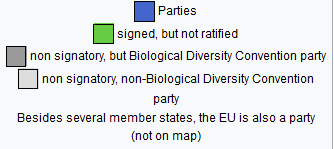 Parties
signed, but not ratified
non signatory, but Biological Diversity Convention party
non signatory, non-Biological Diversity Convention
party
Besides several member states, the EU is also a party
(not on map)